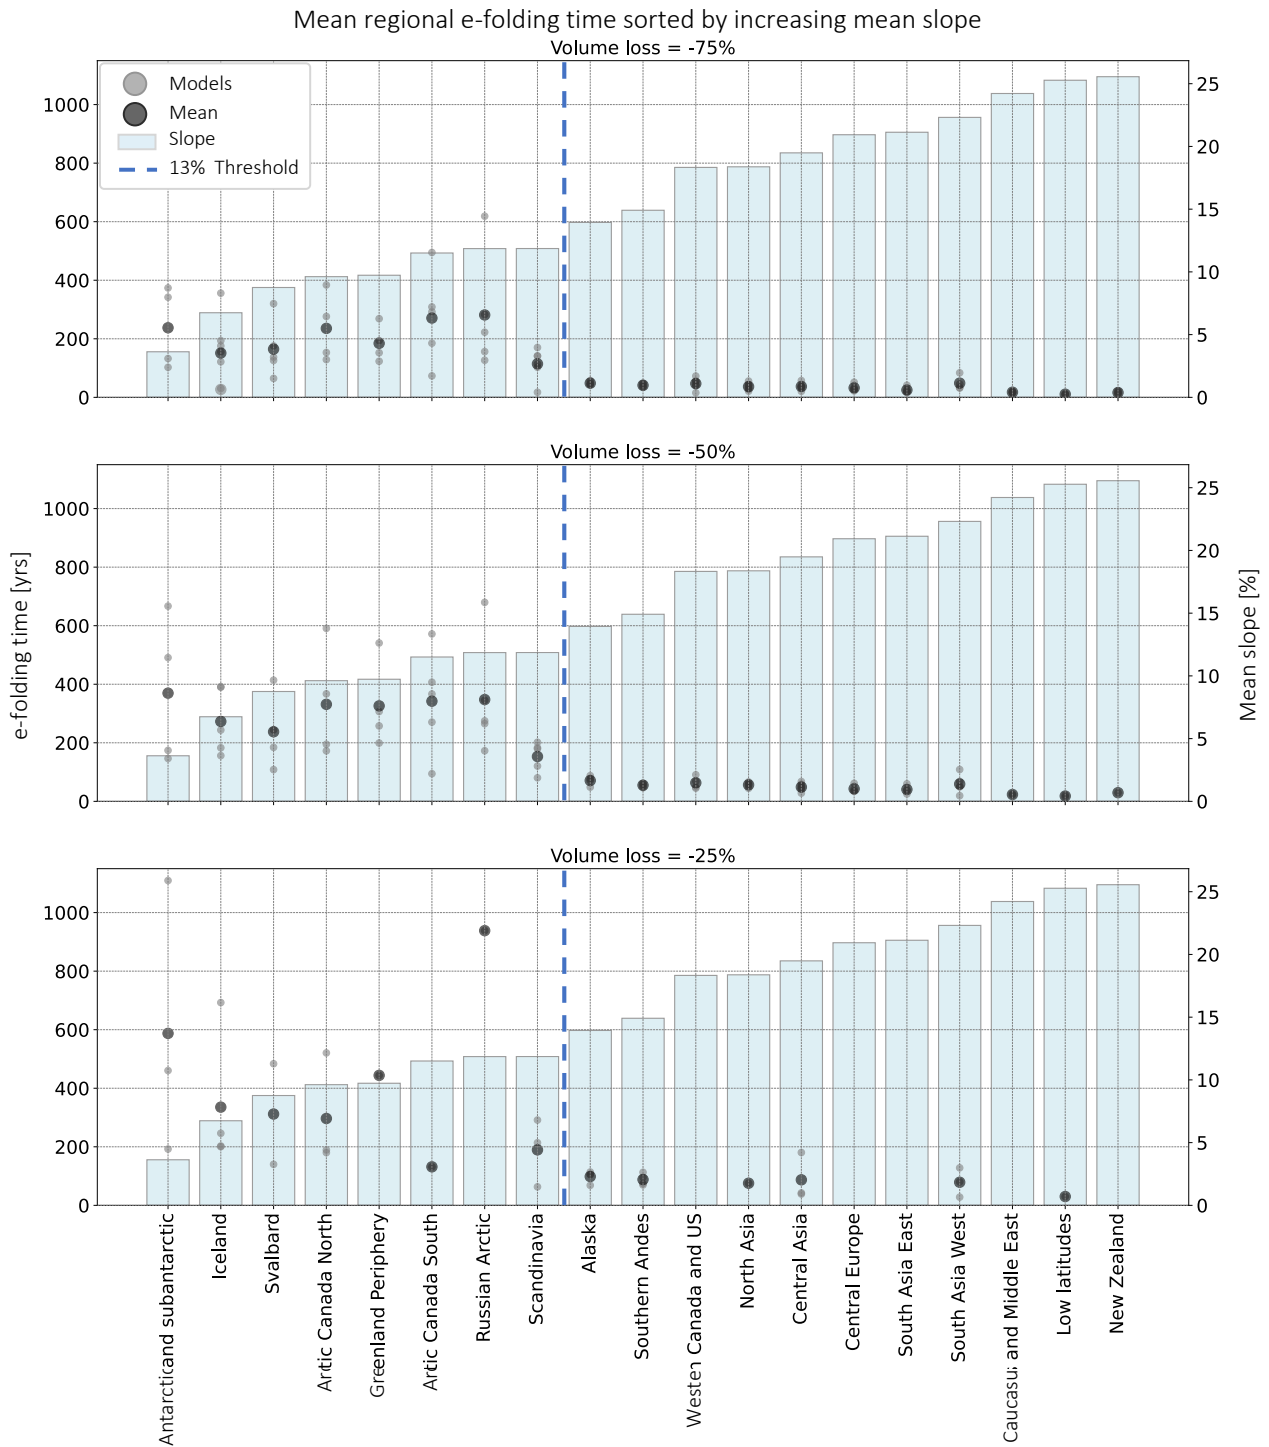 Mean regional e-folding time sorted by increasing mean slope
Volume loss = -75%
Models
Mean
Slope
13% Threshold
1000
800
600
400
200
0
25
20
15
10
5
0
Volume loss = -50%
1000
800
600
400
200
0
25
20
15
10
5
0
e-folding time [yrs]
Mean slope [%]
Volume loss = -25%
1000
800
600
400
200
0
25
20
15
10
5
0
Antarcticand subantarctic
Iceland
Svalbard
Arctic Canada North
Greenland Periphery
Arctic Canada South
Russian Arctic
Scandinavia
Alaska
Southern Andes
Westen Canada and US
North Asia
Central Asia
Central Europe
South Asia East
South Asia West
Caucasus and Middle East
Low latitudes
New Zealand